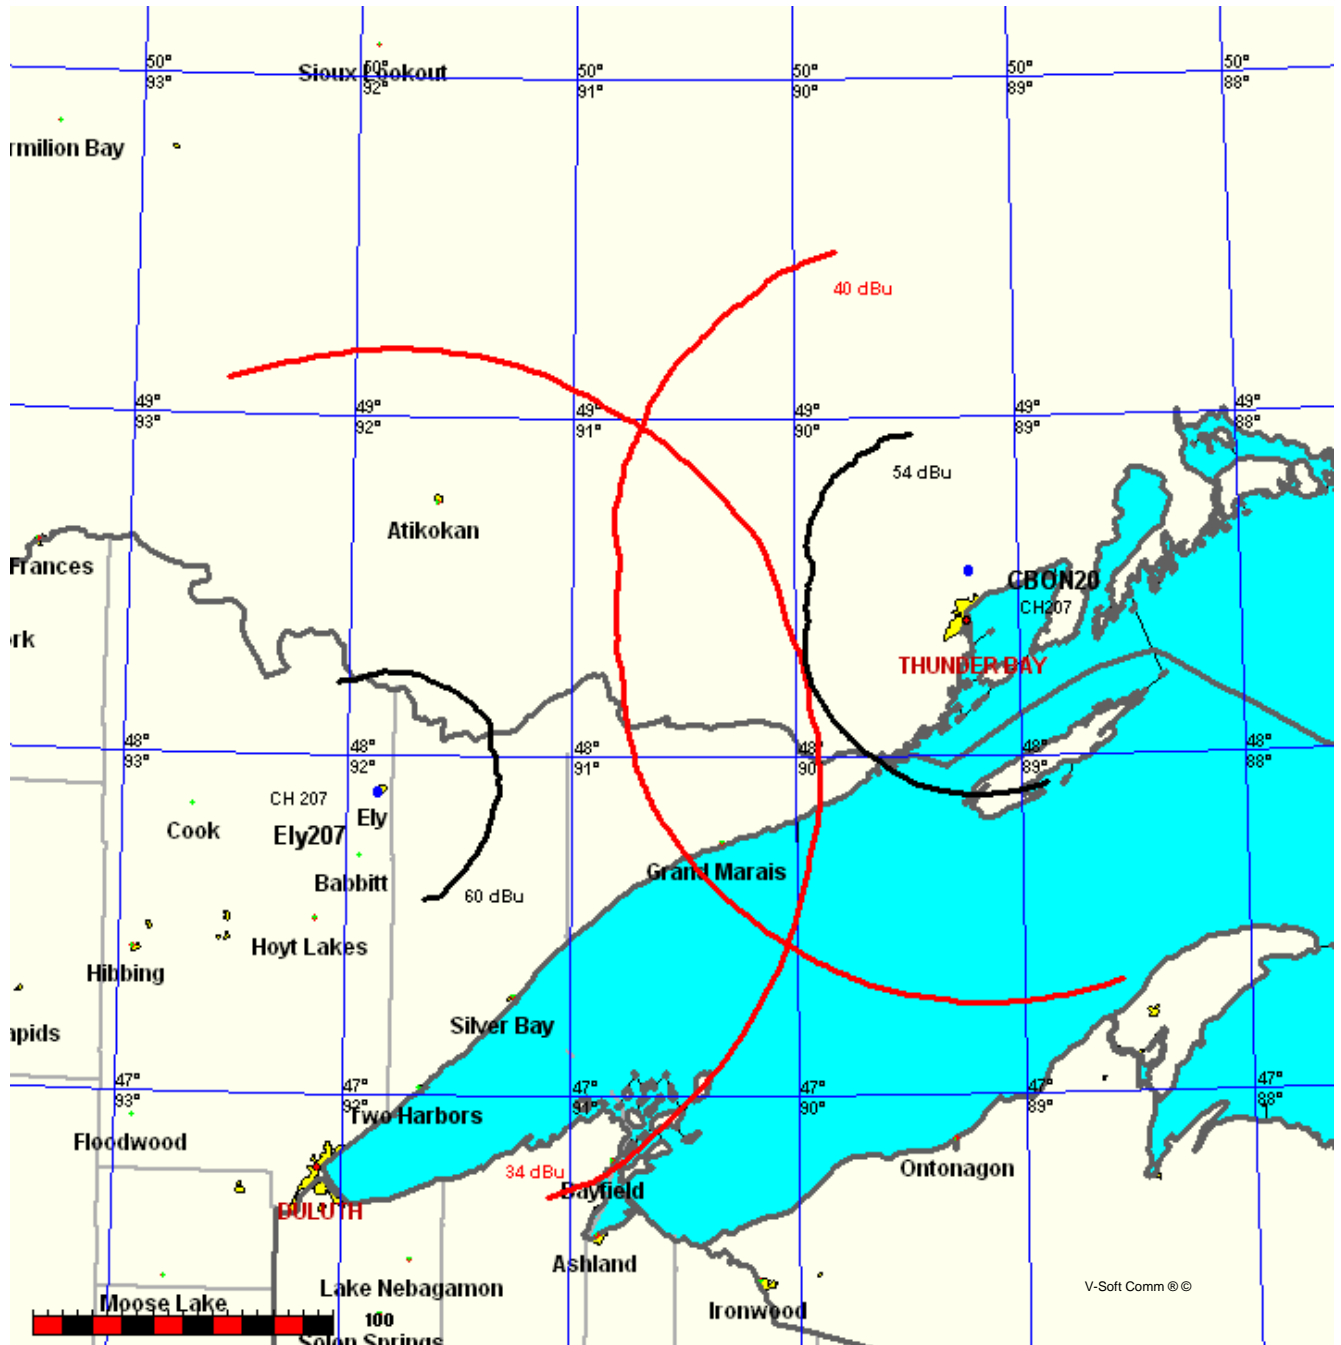 50° 50° 50° 50° 50° 50°
93° 92° 91° 90° 89° 88°
Sioux Lookout
rmilion Bay
40 dBu
49° 49° 49° 49° 49° 49°
93° 92° 91° 90° 89° 88°
54 dBu
Atikokan
Frances
CBON20
CH207
rk
THUNDER BAY
48° 48° 48° 48° 48° 48°
93° 92° 91° 90° 89° 88°
CH 207
Ely
Cook
Ely207
Grand Marais
Babbitt
60 dBu
Hoyt Lakes
Hibbing
Silver Bay
apids
47° 47° 47° 47° 47° 47°
93° 92° 91° 90° 89° 88°
Two Harbors
Floodwood
34 dBu
Ontonagon
Bayfield
DULUTH
Ashland
Lake Nebagamon
V-Soft Comm ® ©
Moose Lake
Ironwood
100
Solon Springs